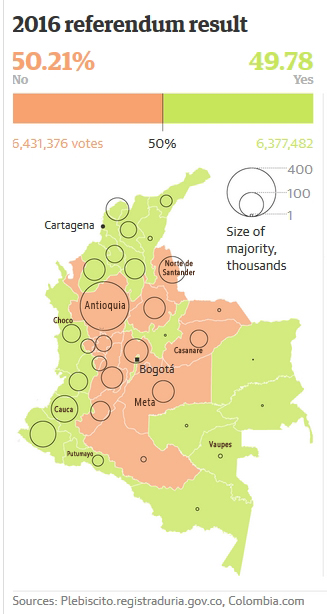 2016 referendum result
50.21% 49.78
No Yes
6,431,376 votes 50% 6,377,482
400
100
1
Size of
majority,
thousands
Cartagena
Norte de
Santander
Antioquia
Choco
Casanare
Bogotá
Meta
Cauca
Vaupes
Putumayo
Sources: Plebiscito.registraduria.gov.co, Colombia.com